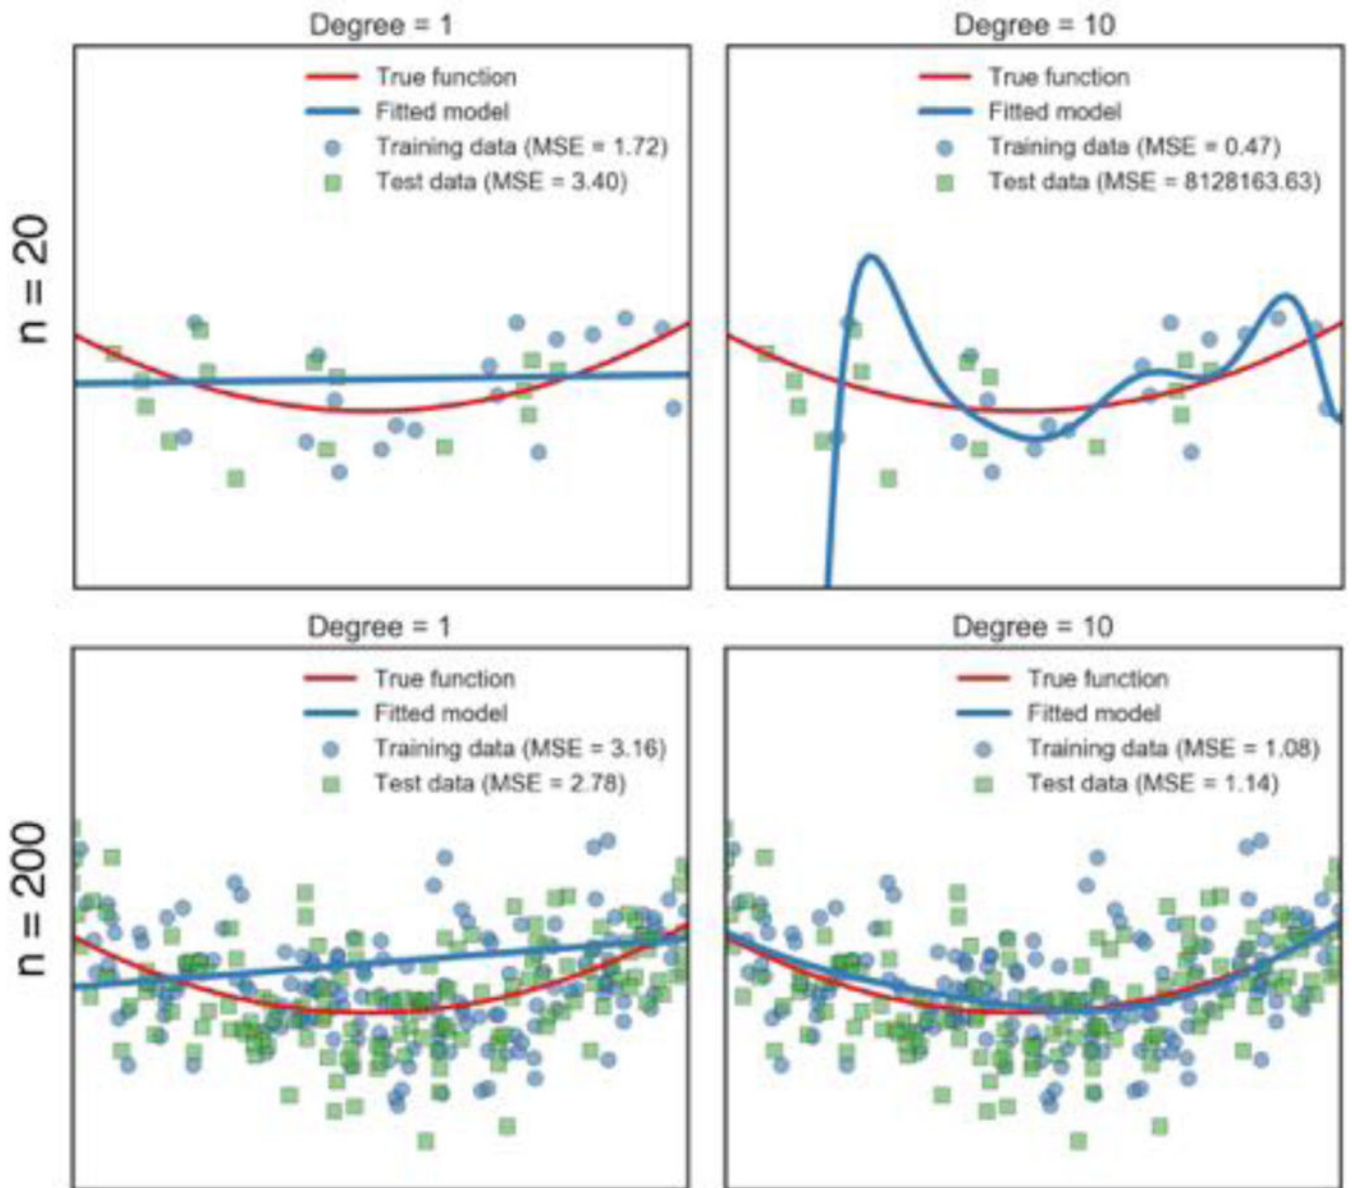 Degree = 1
True function
Fitted model
Training data (MSE = 1.72)
Test data (MSE = 3.40)
Degree = 10
True function
Fitted model
Training data (MSE = 0.47)
Test data (MSE = 8128163.63)
n = 20
Degree = 1
True function
Fitted model
Training data (MSE = 3.16)
Test data (MSE = 2.78)
Degree = 10
True function
Fitted model
Training data (MSE = 1.08)
Test data (MSE = 1.14)
n = 200